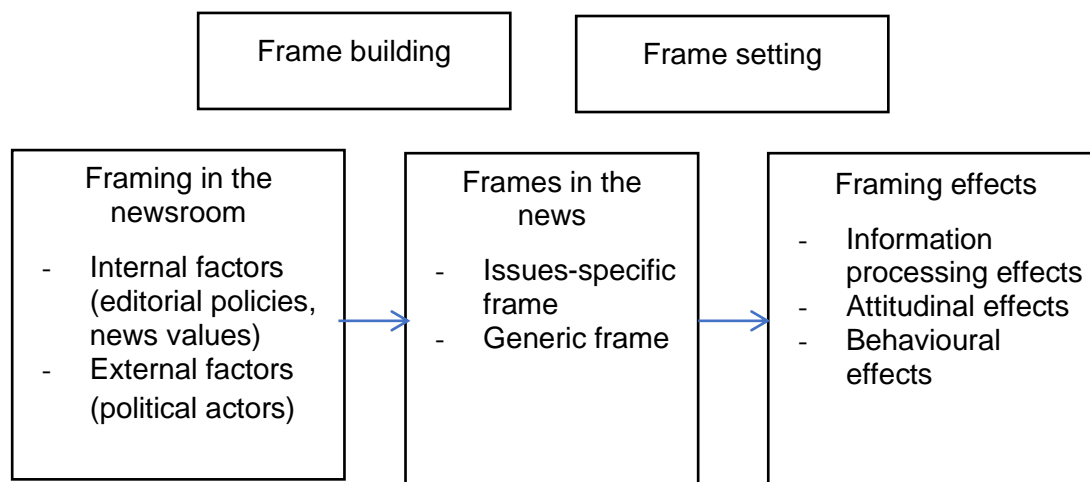 Frame building
Frame setting
Framing in the
newsroom
- Internal factors
(editorial policies,
news values)
- External factors
(political actors)
Frames in the
news
- Issues-specific
frame
- Generic frame
Framing effects
- Information
processing effects
- Attitudinal effects
- Behavioural
effects